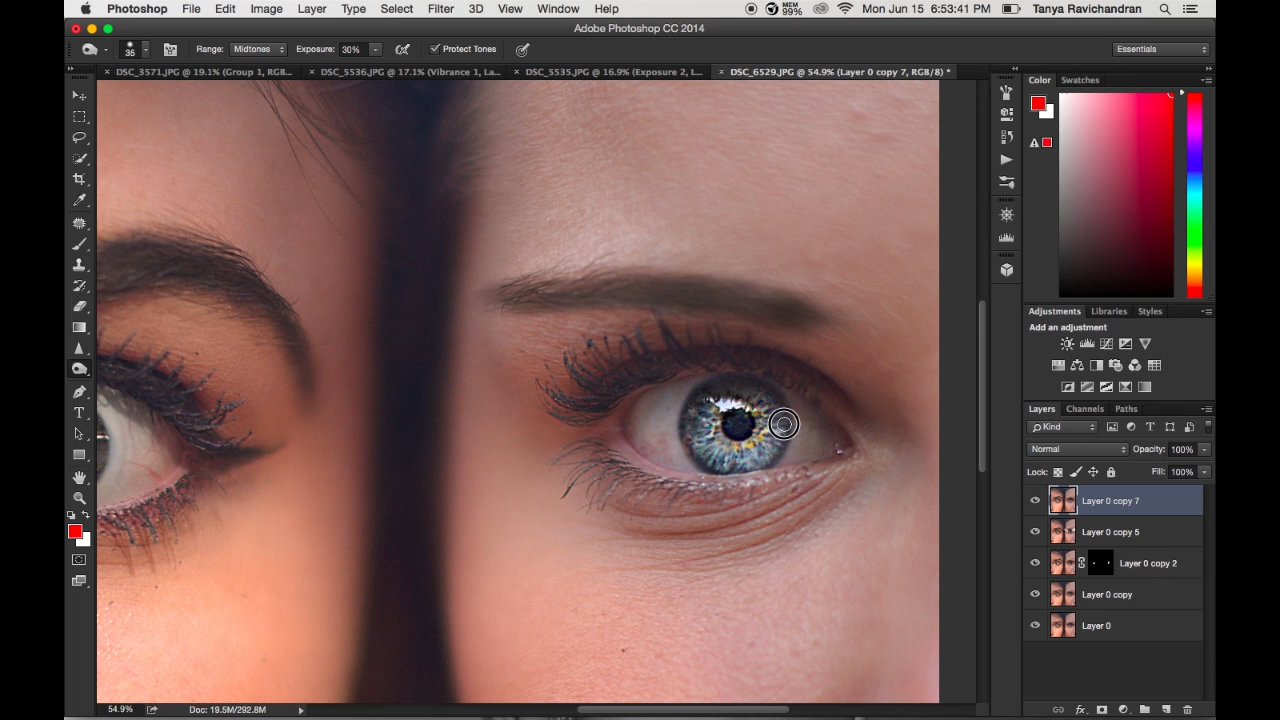 Photoshop File Edit Image Layer Type Select Filter 3D View Window Help MEM 99% Mon Jun 15 6:53:41 PM Tanya Ravichandran
Adobe Photoshop CC 2014
35 Range: Midtones Exposure: 30% Protect Tones Essentials
× DSC_3571.JPG @ 19.1% (Group 1, RGB... × DSC_5536.JPG @ 17.1% (Vibrance 1, La... × DSC_5535.JPG @ 16.9% (Exposure 2, L... × DSC_6529.JPG @ 54.9% (Layer 0 copy 7, RGB/8) *
Color Swatches
Adjustments Libraries Styles
Add an adjustment
Layers Channels Paths
Kind
Normal Opacity: 100%
Lock: Fill: 100%
Layer 0 copy 7
Layer 0 copy 5
Layer 0 copy 2
Layer 0 copy
Layer 0
54.9% Doc: 19.5M/292.8M
fx